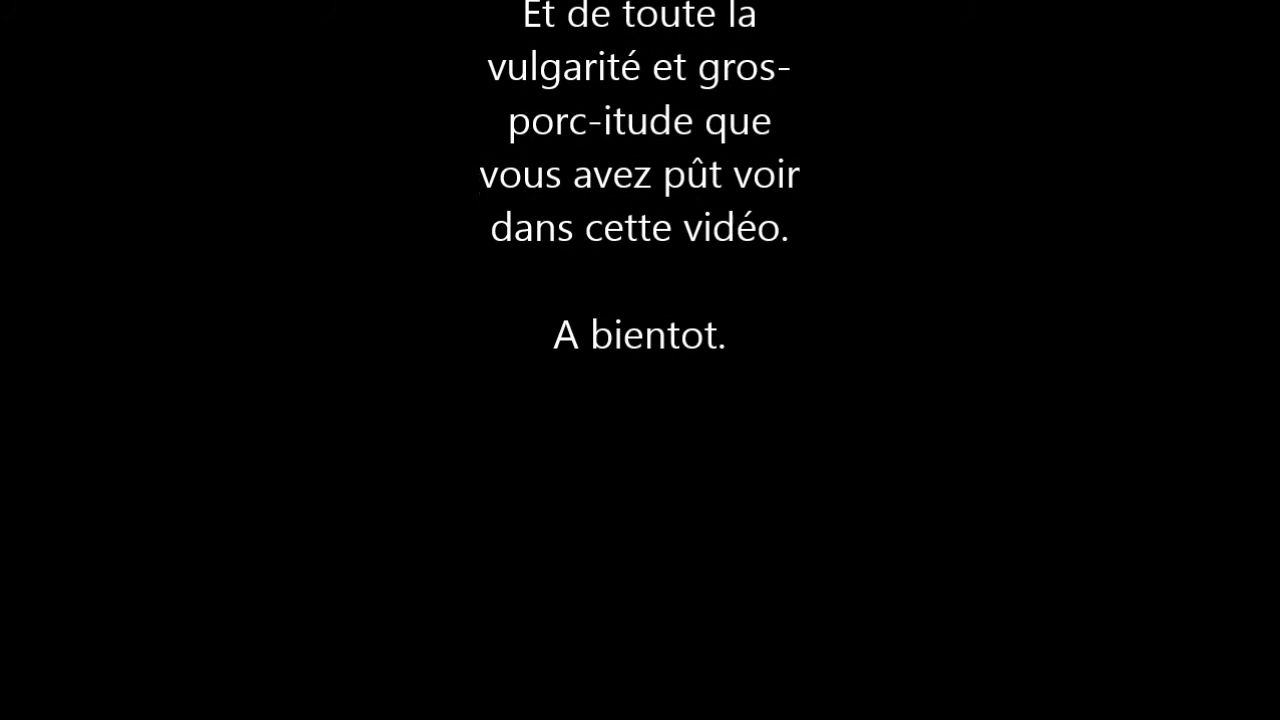 Et de toute la
vulgarité et gros-
porc-itude que
vous avez pût voir
dans cette vidéo.
A bientot.